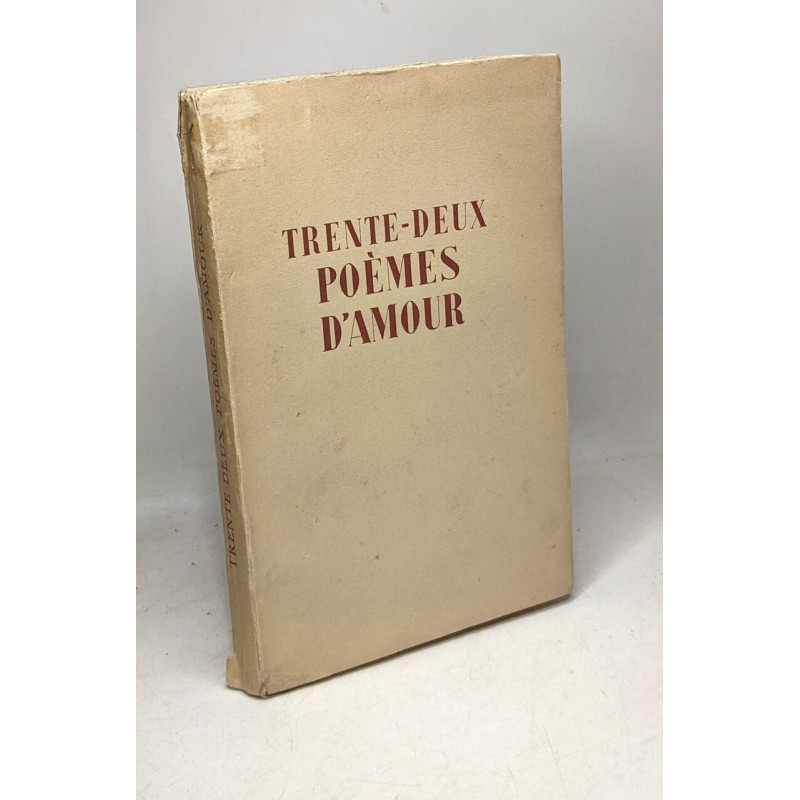 TRENTE-DEUX
POÈMES
D'AMOUR
TRENTE DEUX POÈMES D'AMOUR